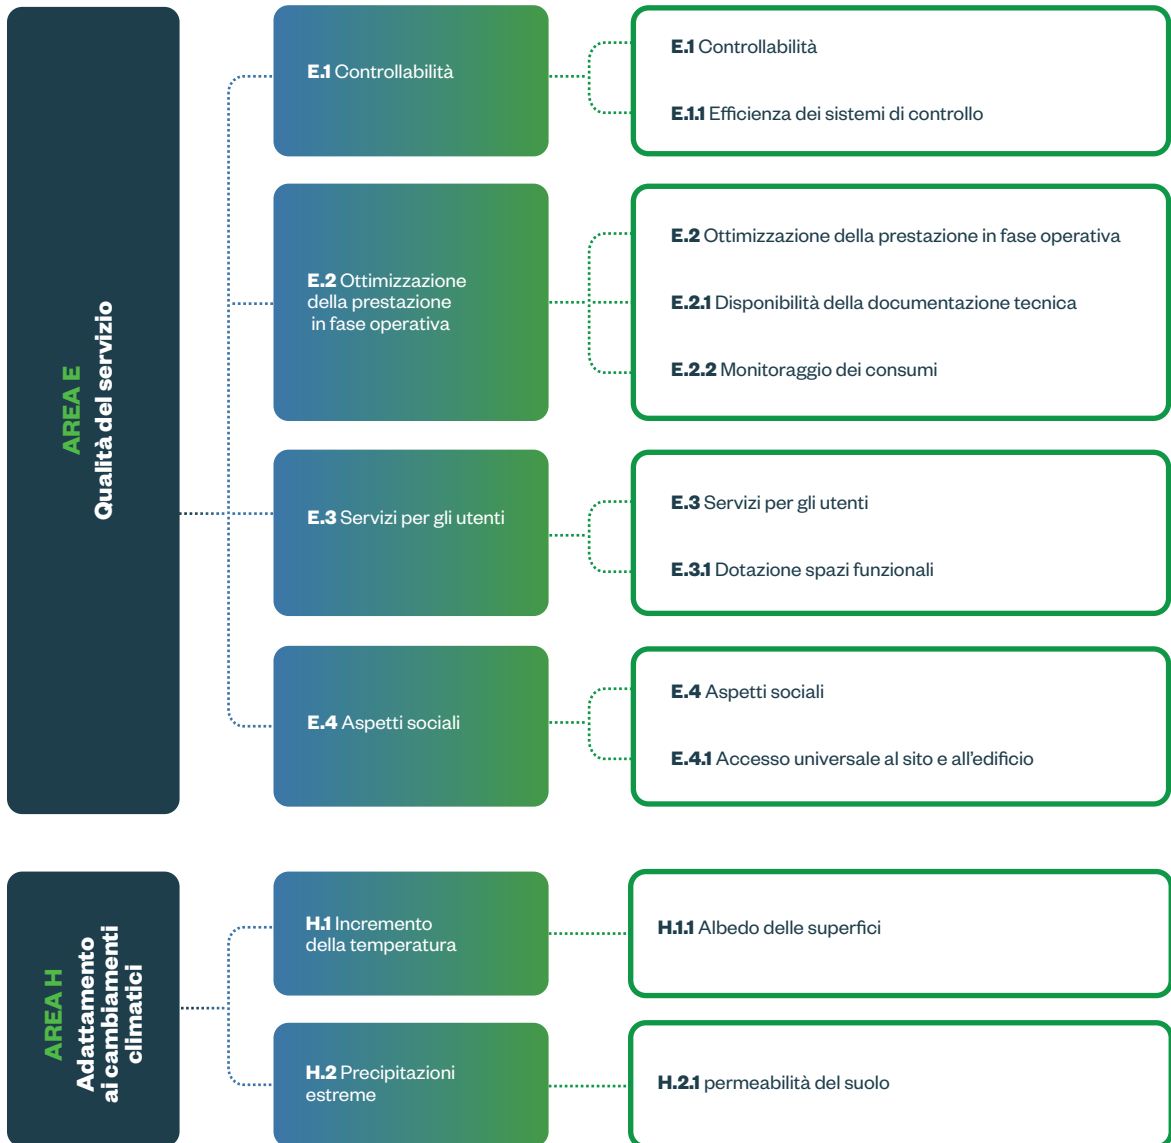 AREA E
Qualità del servizio
E.1 Controllabilità
E.1 Controllabilità
E.1.1 Efficienza dei sistemi di controllo
E.2 Ottimizzazione
della prestazione
in fase operativa
E.2 Ottimizzazione della prestazione in fase operativa
E.2.1 Disponibilità della documentazione tecnica
E.2.2 Monitoraggio dei consumi
E.3 Servizi per gli utenti
E.3 Servizi per gli utenti
E.3.1 Dotazione spazi funzionali
E.4 Aspetti sociali
E.4 Aspetti sociali
E.4.1 Accesso universale al sito e all'edificio
AREA H
Adattamento
ai cambiamenti
climatici
H.1 Incremento
della temperatura
H.1.1 Albedo delle superfici
H.2 Precipitazioni
estreme
H.2.1 permeabilità del suolo